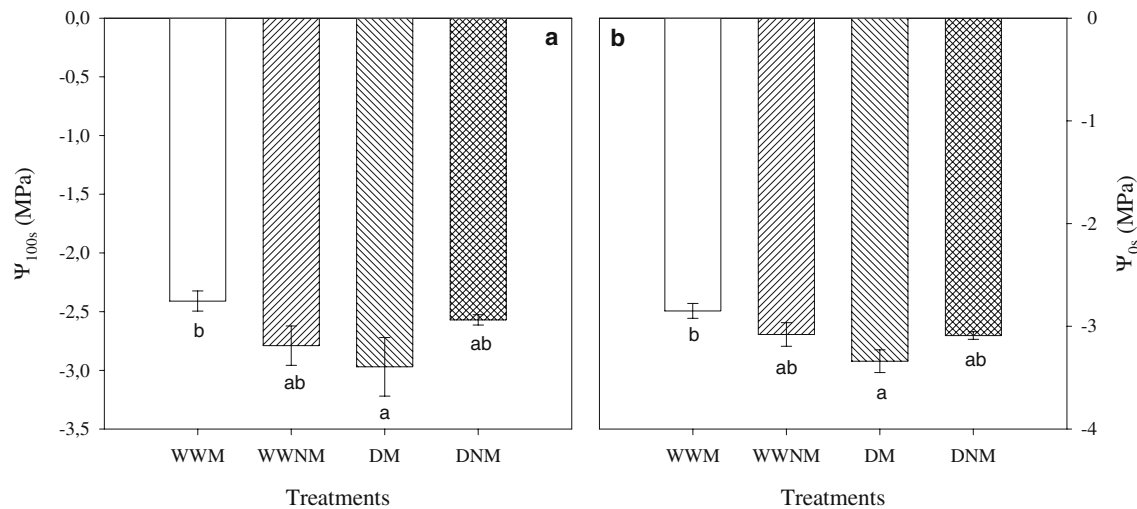 0,0
-0,5
-1,0
-1,5
-2,0
-2,5
-3,0
-3,5
Ψ100s (MPa)
a
b
ab
a
ab
WWM WWNM DM DNM
Treatments
b
b
ab
a
ab
WWM WWNM DM DNM
Treatments
0
-1
-2
-3
-4
Ψ0s (MPa)